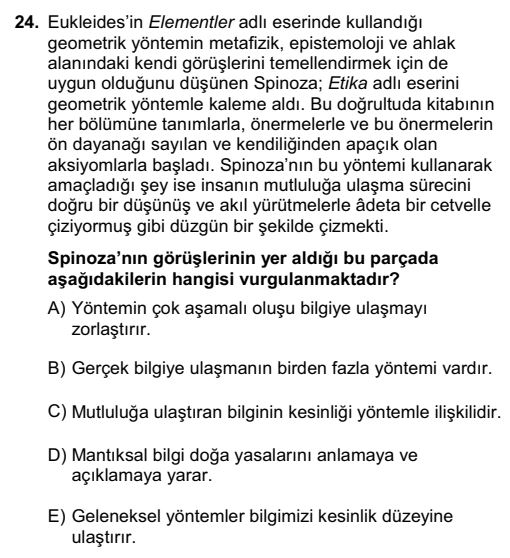 24. Eukleides’in Elementler adlı eserinde kullandığı
geometrik yöntemin metafizik, epistemoloji ve ahlak
alanındaki kendi görüşlerini temellendirmek için de
uygun olduğunu düşünen Spinoza; Etika adlı eserini
geometrik yöntemle kaleme aldı. Bu doğrultuda kitabının
her bölümüne tanımlarla, önermelerle ve bu önermelerin
ön dayanağı sayılan ve kendiliğinden apaçık olan
aksiyomlarla başladı. Spinoza’nın bu yöntemi kullanarak
amaçladığı şey ise insanın mutluluğa ulaşma sürecini
doğru bir düşünüş ve akıl yürütmelerle âdeta bir cetvelle
çiziyormuş gibi düzgün bir şekilde çizmekti.
Spinoza’nın görüşlerinin yer aldığı bu parçada
aşağıdakilerin hangisi vurgulanmaktadır?
A) Yöntemin çok aşamalı oluşu bilgiye ulaşmayı
zorlaştırır.
B) Gerçek bilgiye ulaşmanın birden fazla yöntemi vardır.
C) Mutluluğa ulaştıran bilginin kesinliği yöntemle ilişkilidir.
D) Mantıksal bilgi doğa yasalarını anlamaya ve
açıklamaya yarar.
E) Geleneksel yöntemler bilgimizi kesinlik düzeyine
ulaştırır.